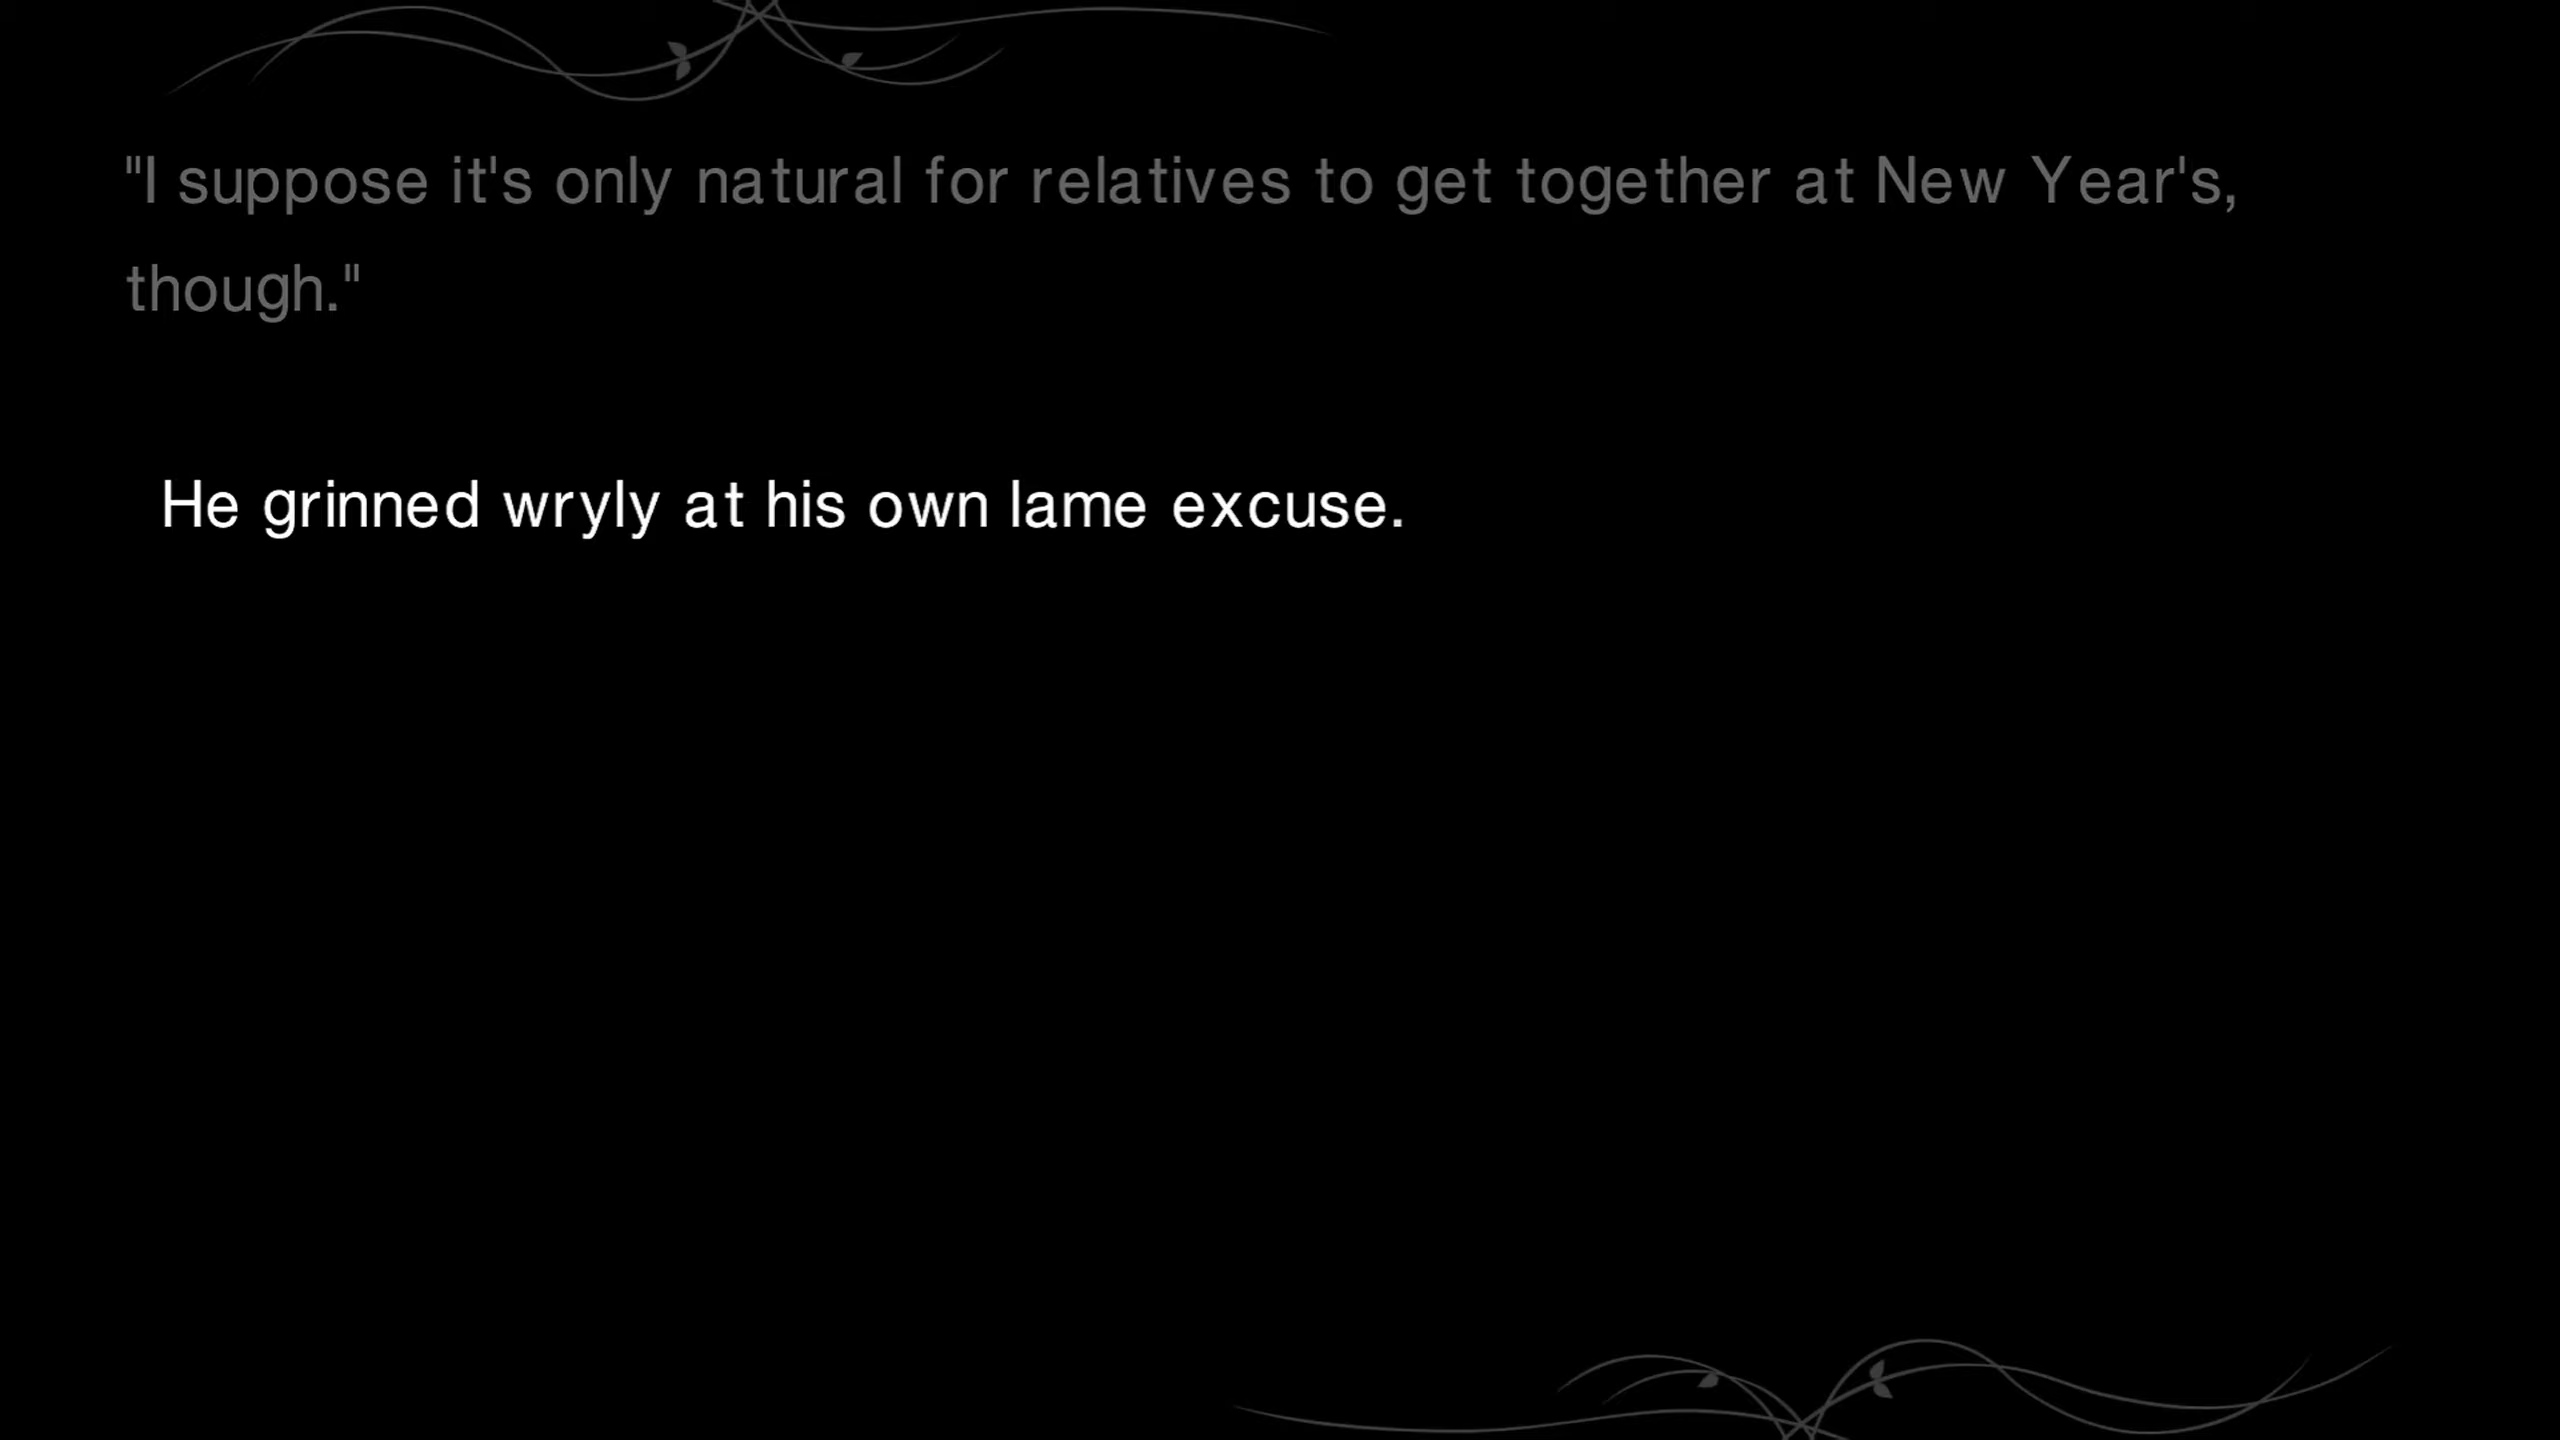 "I suppose it's only natural for relatives to get together at New Year's,
though."
He grinned wryly at his own lame excuse.